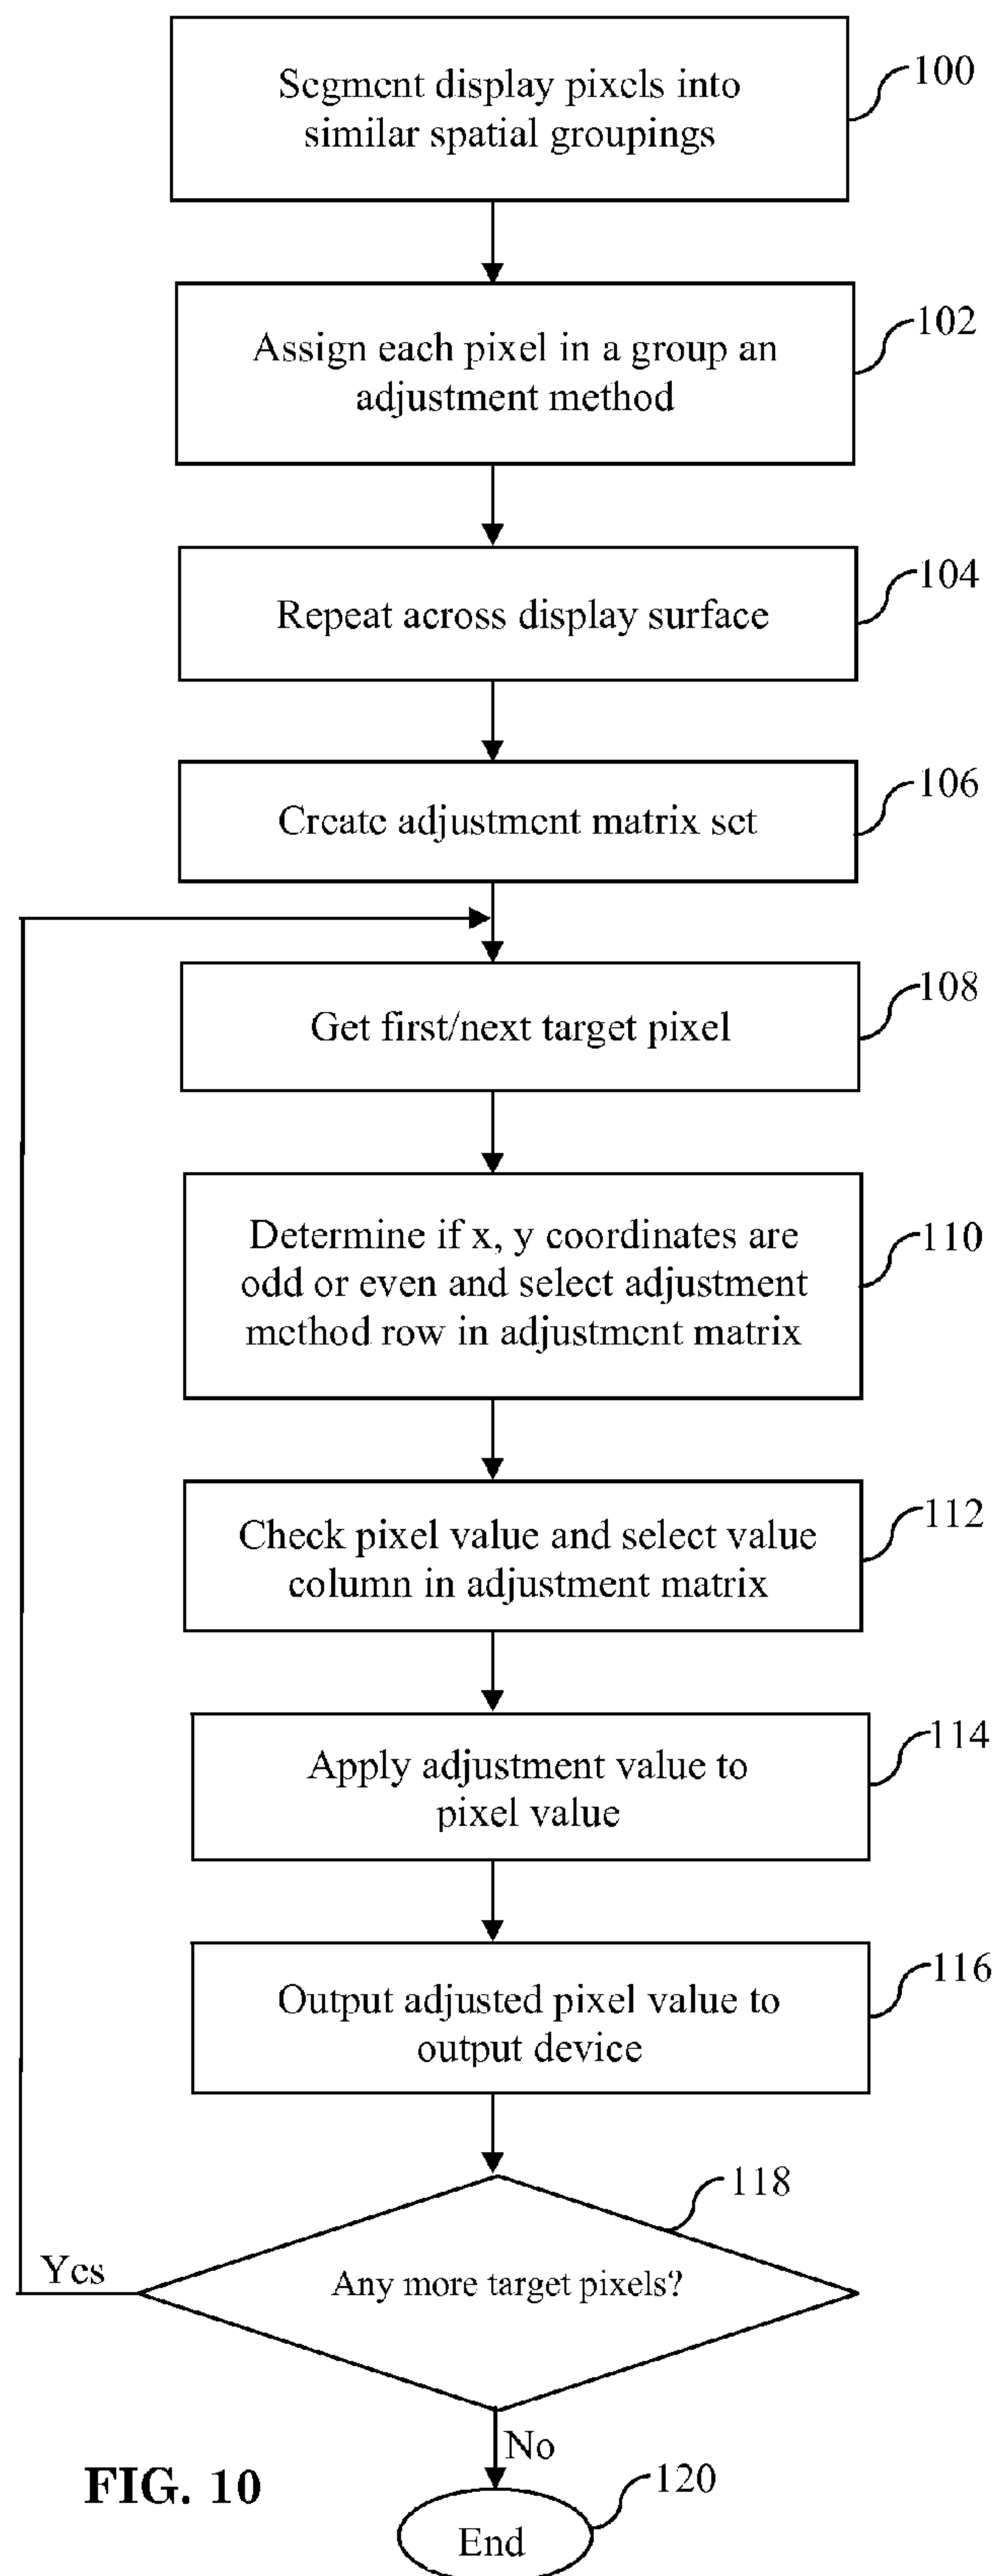 Segment display pixels into
similar spatial groupings
100
Assign each pixel in a group an
adjustment method
102
Repeat across display surface
104
Create adjustment matrix set
106
Get first/next target pixel
108
Determine if x, y coordinates are
odd or even and select adjustment
method row in adjustment matrix
110
Check pixel value and select value
column in adjustment matrix
112
Apply adjustment value to
pixel value
114
Output adjusted pixel value to
output device
116
Any more target pixels?
118
Yes
No
End
120
FIG. 10